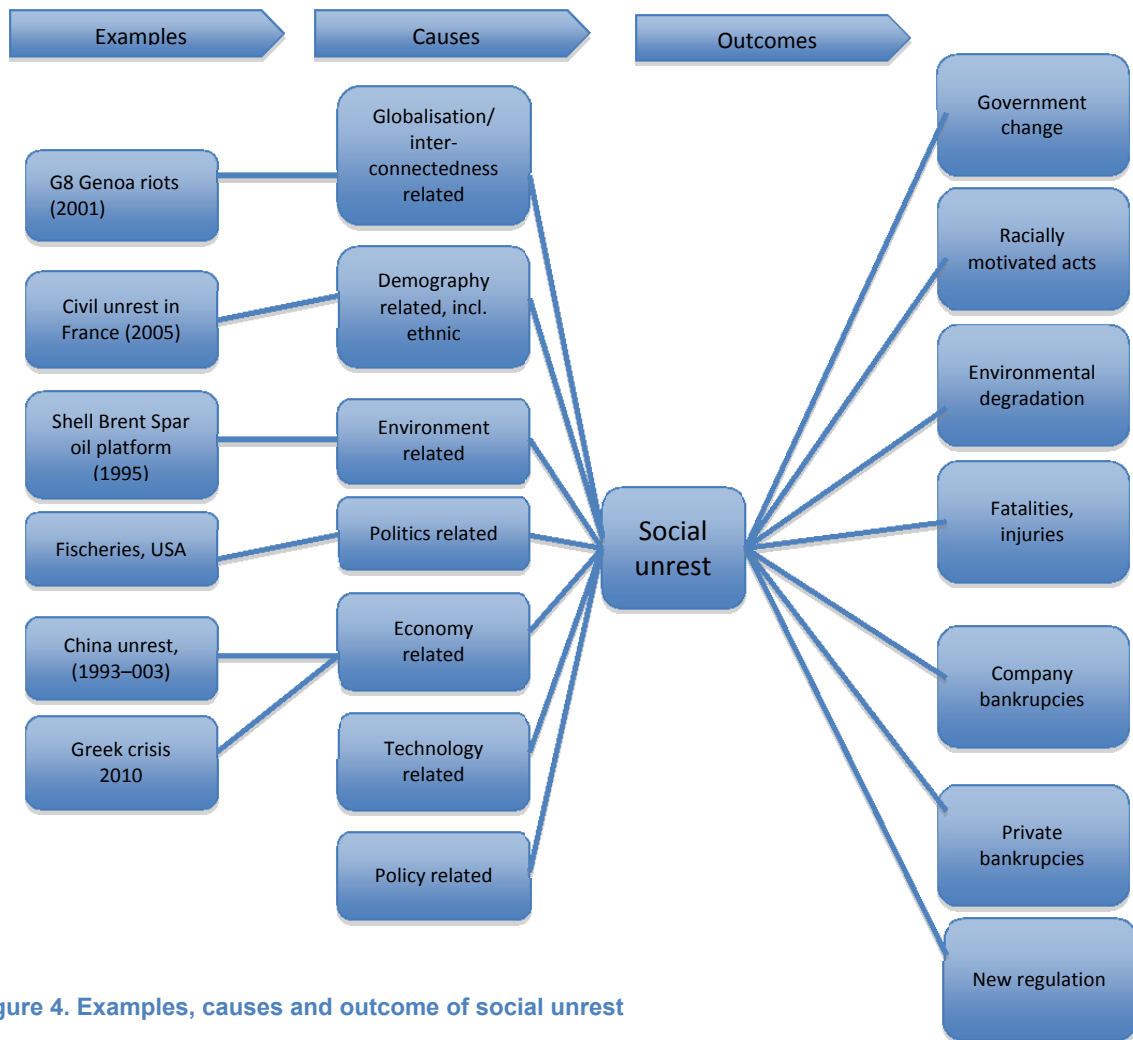 Examples
Causes
Outcomes
G8 Genoa riots
(2001)
Civil unrest in
France (2005)
Shell Brent Spar
oil platform
(1995)
Fischeries, USA
China unrest,
(1993–003)
Greek crisis
2010
Globalisation/
inter-
connectedness
related
Demography
related, incl.
ethnic
Environment
related
Politics related
Economy
related
Technology
related
Policy related
Social
unrest
Government
change
Racially
motivated acts
Environmental
degradation
Fatalities,
injuries
Company
bankrupcies
Private
bankrupcies
New regulation
gure 4. Examples, causes and outcome of social unrest